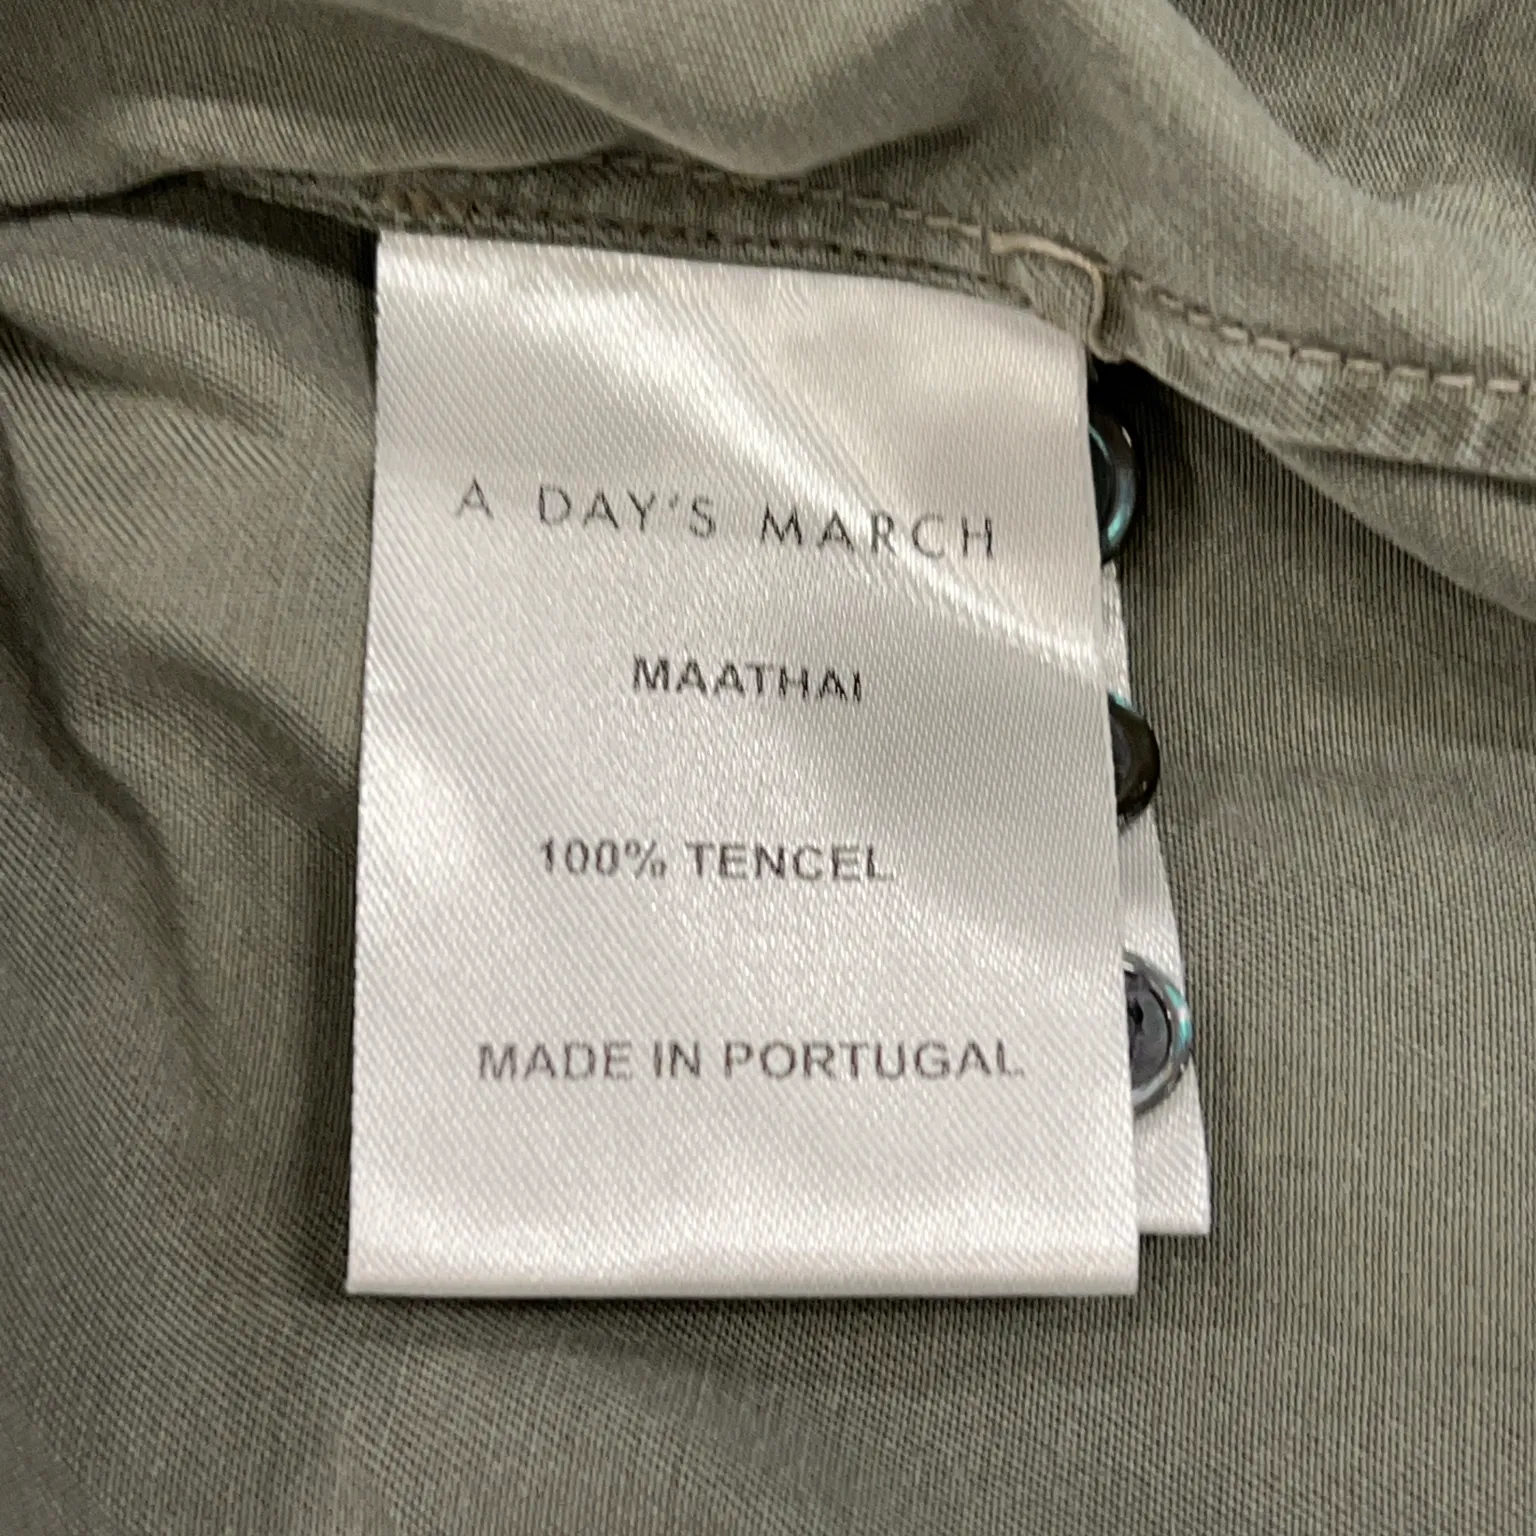 A DAY'S MARCH
MAATHAI
100% TENCEL
MADE IN PORTUGAL